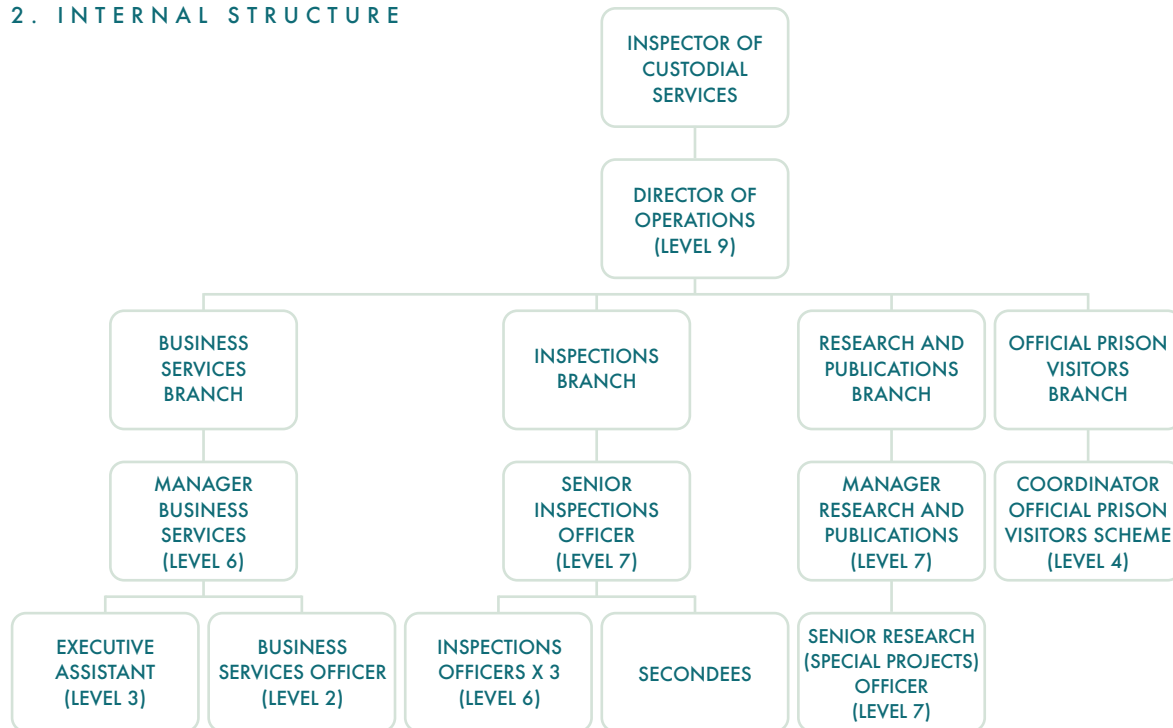 2. INTERNAL STRUCTURE
INSPECTOR OF
CUSTODIAL
SERVICES
DIRECTOR OF
OPERATIONS
(LEVEL 9)
BUSINESS
SERVICES
BRANCH
INSPECTIONS
BRANCH
RESEARCH AND
PUBLICATIONS
BRANCH
OFFICIAL PRISON
VISITORS
BRANCH
MANAGER
BUSINESS
SERVICES
(LEVEL 6)
SENIOR
INSPECTIONS
OFFICER
(LEVEL 7)
MANAGER
RESEARCH AND
PUBLICATIONS
(LEVEL 7)
COORDINATOR
OFFICIAL PRISON
VISITORS SCHEME
(LEVEL 4)
EXECUTIVE
ASSISTANT
(LEVEL 3)
BUSINESS
SERVICES OFFICER
(LEVEL 2)
INSPECTIONS
OFFICERS X 3
(LEVEL 6)
SECONDEES
SENIOR RESEARCH
(SPECIAL PROJECTS)
OFFICER
(LEVEL 7)